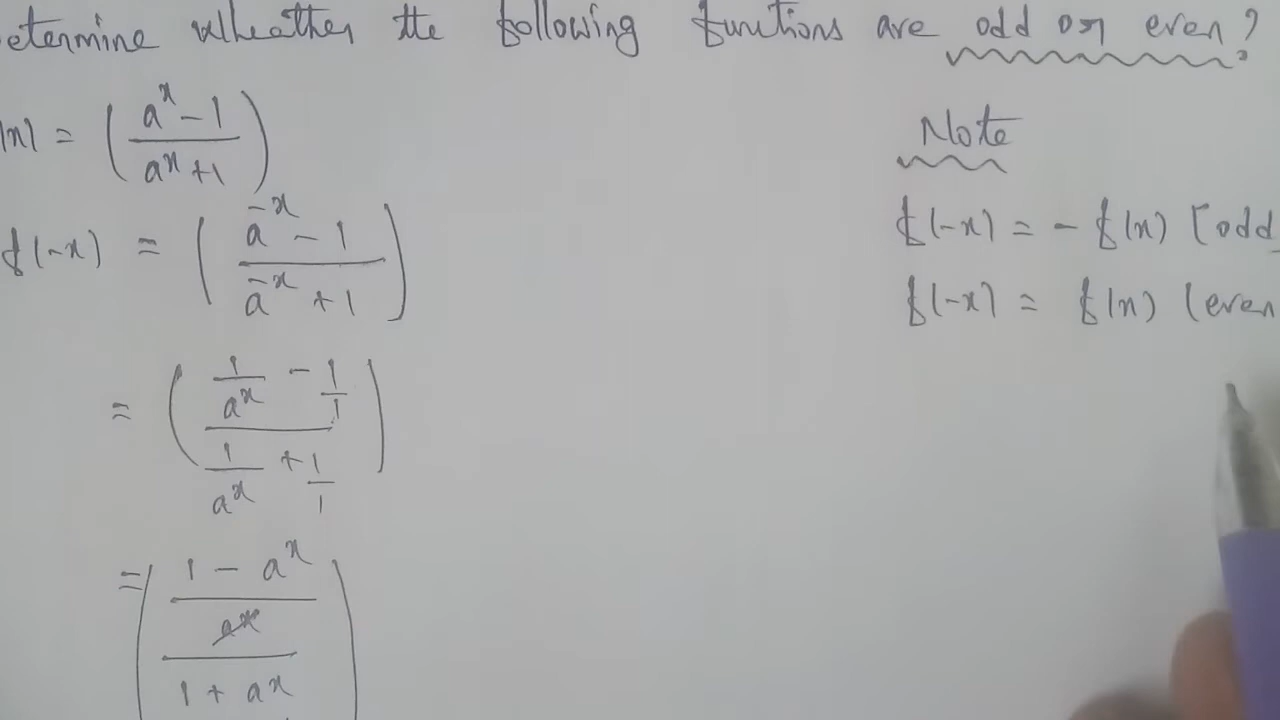 etermine wheather the following functions are odd or even?
(x) = ( a^x - 1 / a^x + 1 )
f(-x) = ( a^-x - 1 / a^-x + 1 )
= ( 1/a^x - 1/1 / 1/a^x + 1/1 )
= ( 1 - a^x / a^x / 1 + a^x
Note
f(-x) = - f(x) [odd
f(-x) = f(x) (even